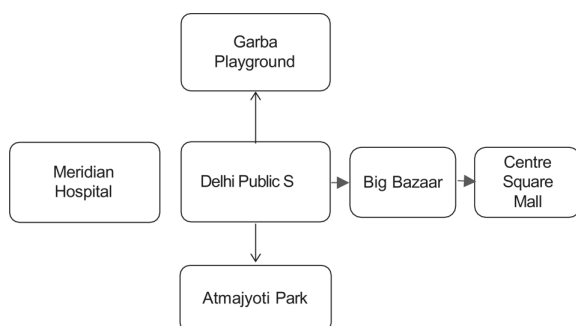 Garba
Playground
Meridian
Hospital
Delhi Public S
Big Bazaar
Centre
Square
Mall
Atmajyoti Park